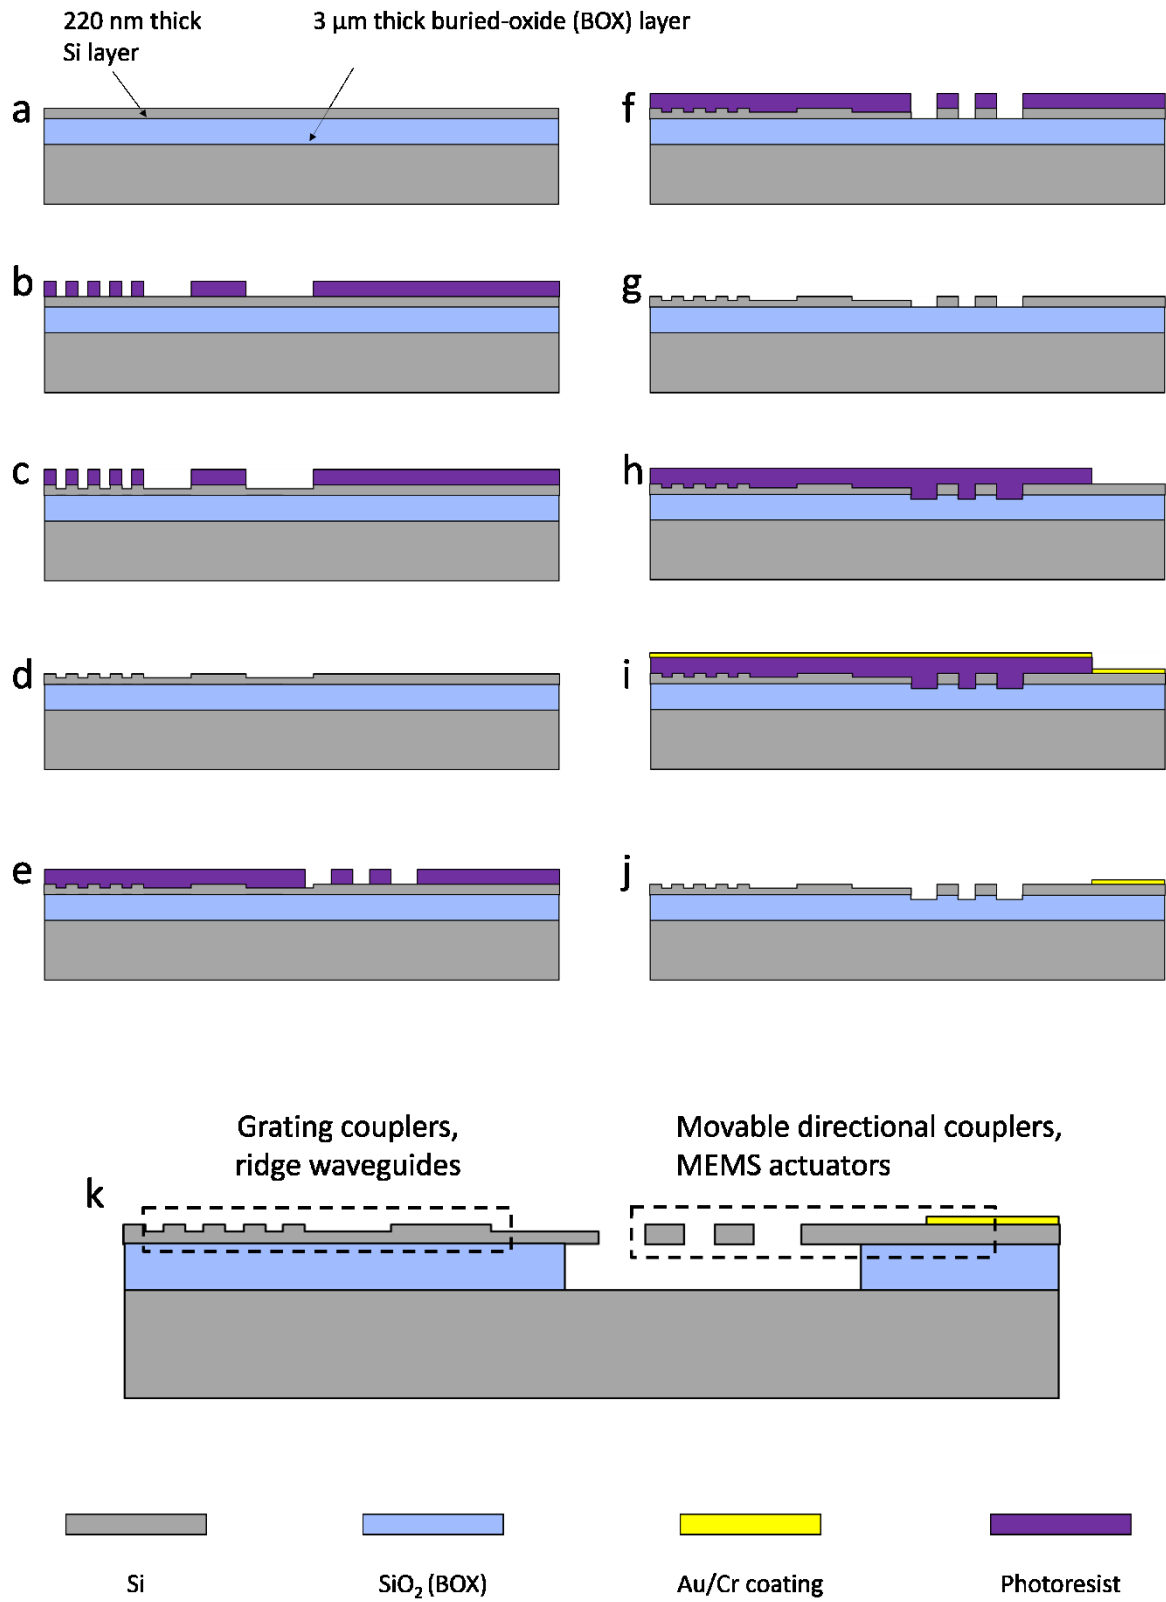 220 nm thick
Si layer
3 µm thick buried-oxide (BOX) layer
a
b
c
d
e
f
g
h
i
j
Grating couplers,
ridge waveguides
Movable directional couplers,
MEMS actuators
k
Si
SiO₂ (BOX)
Au/Cr coating
Photoresist